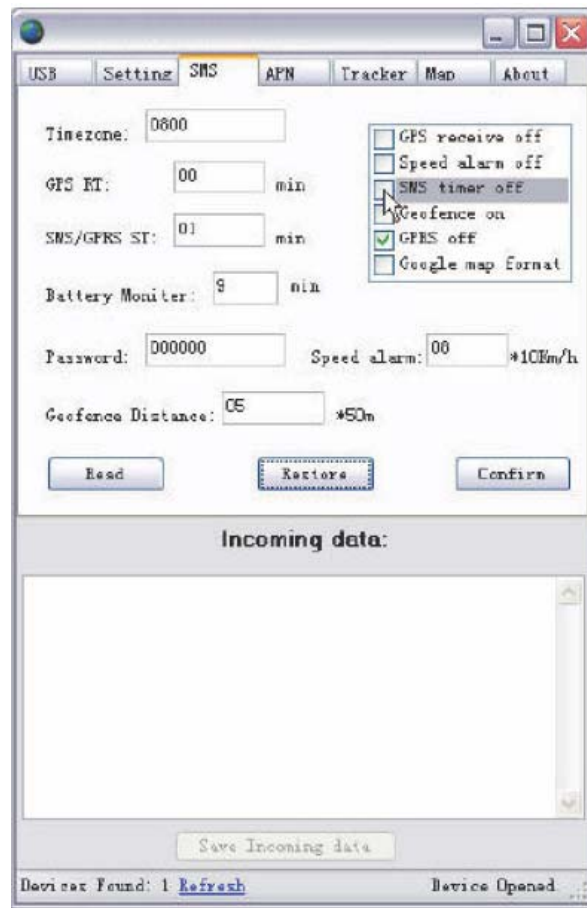 USB Setting SMS APN Tracker Map About
Timezone: 0800
GPS RT: 00 min
SMS/GPRS ST: 01 min
Battery Moniter: 9 min
GPS receive off
Speed alarm off
SMS timer off
Geofence on
GPRS off
Google map format
Password: 000000 Speed alarm: 08 *10Km/h
Geofence Distance: 05 *50m
Read Restore Confirm
Incoming data:
Save Incoming data
Devices Found: 1 Refresh Device Opened